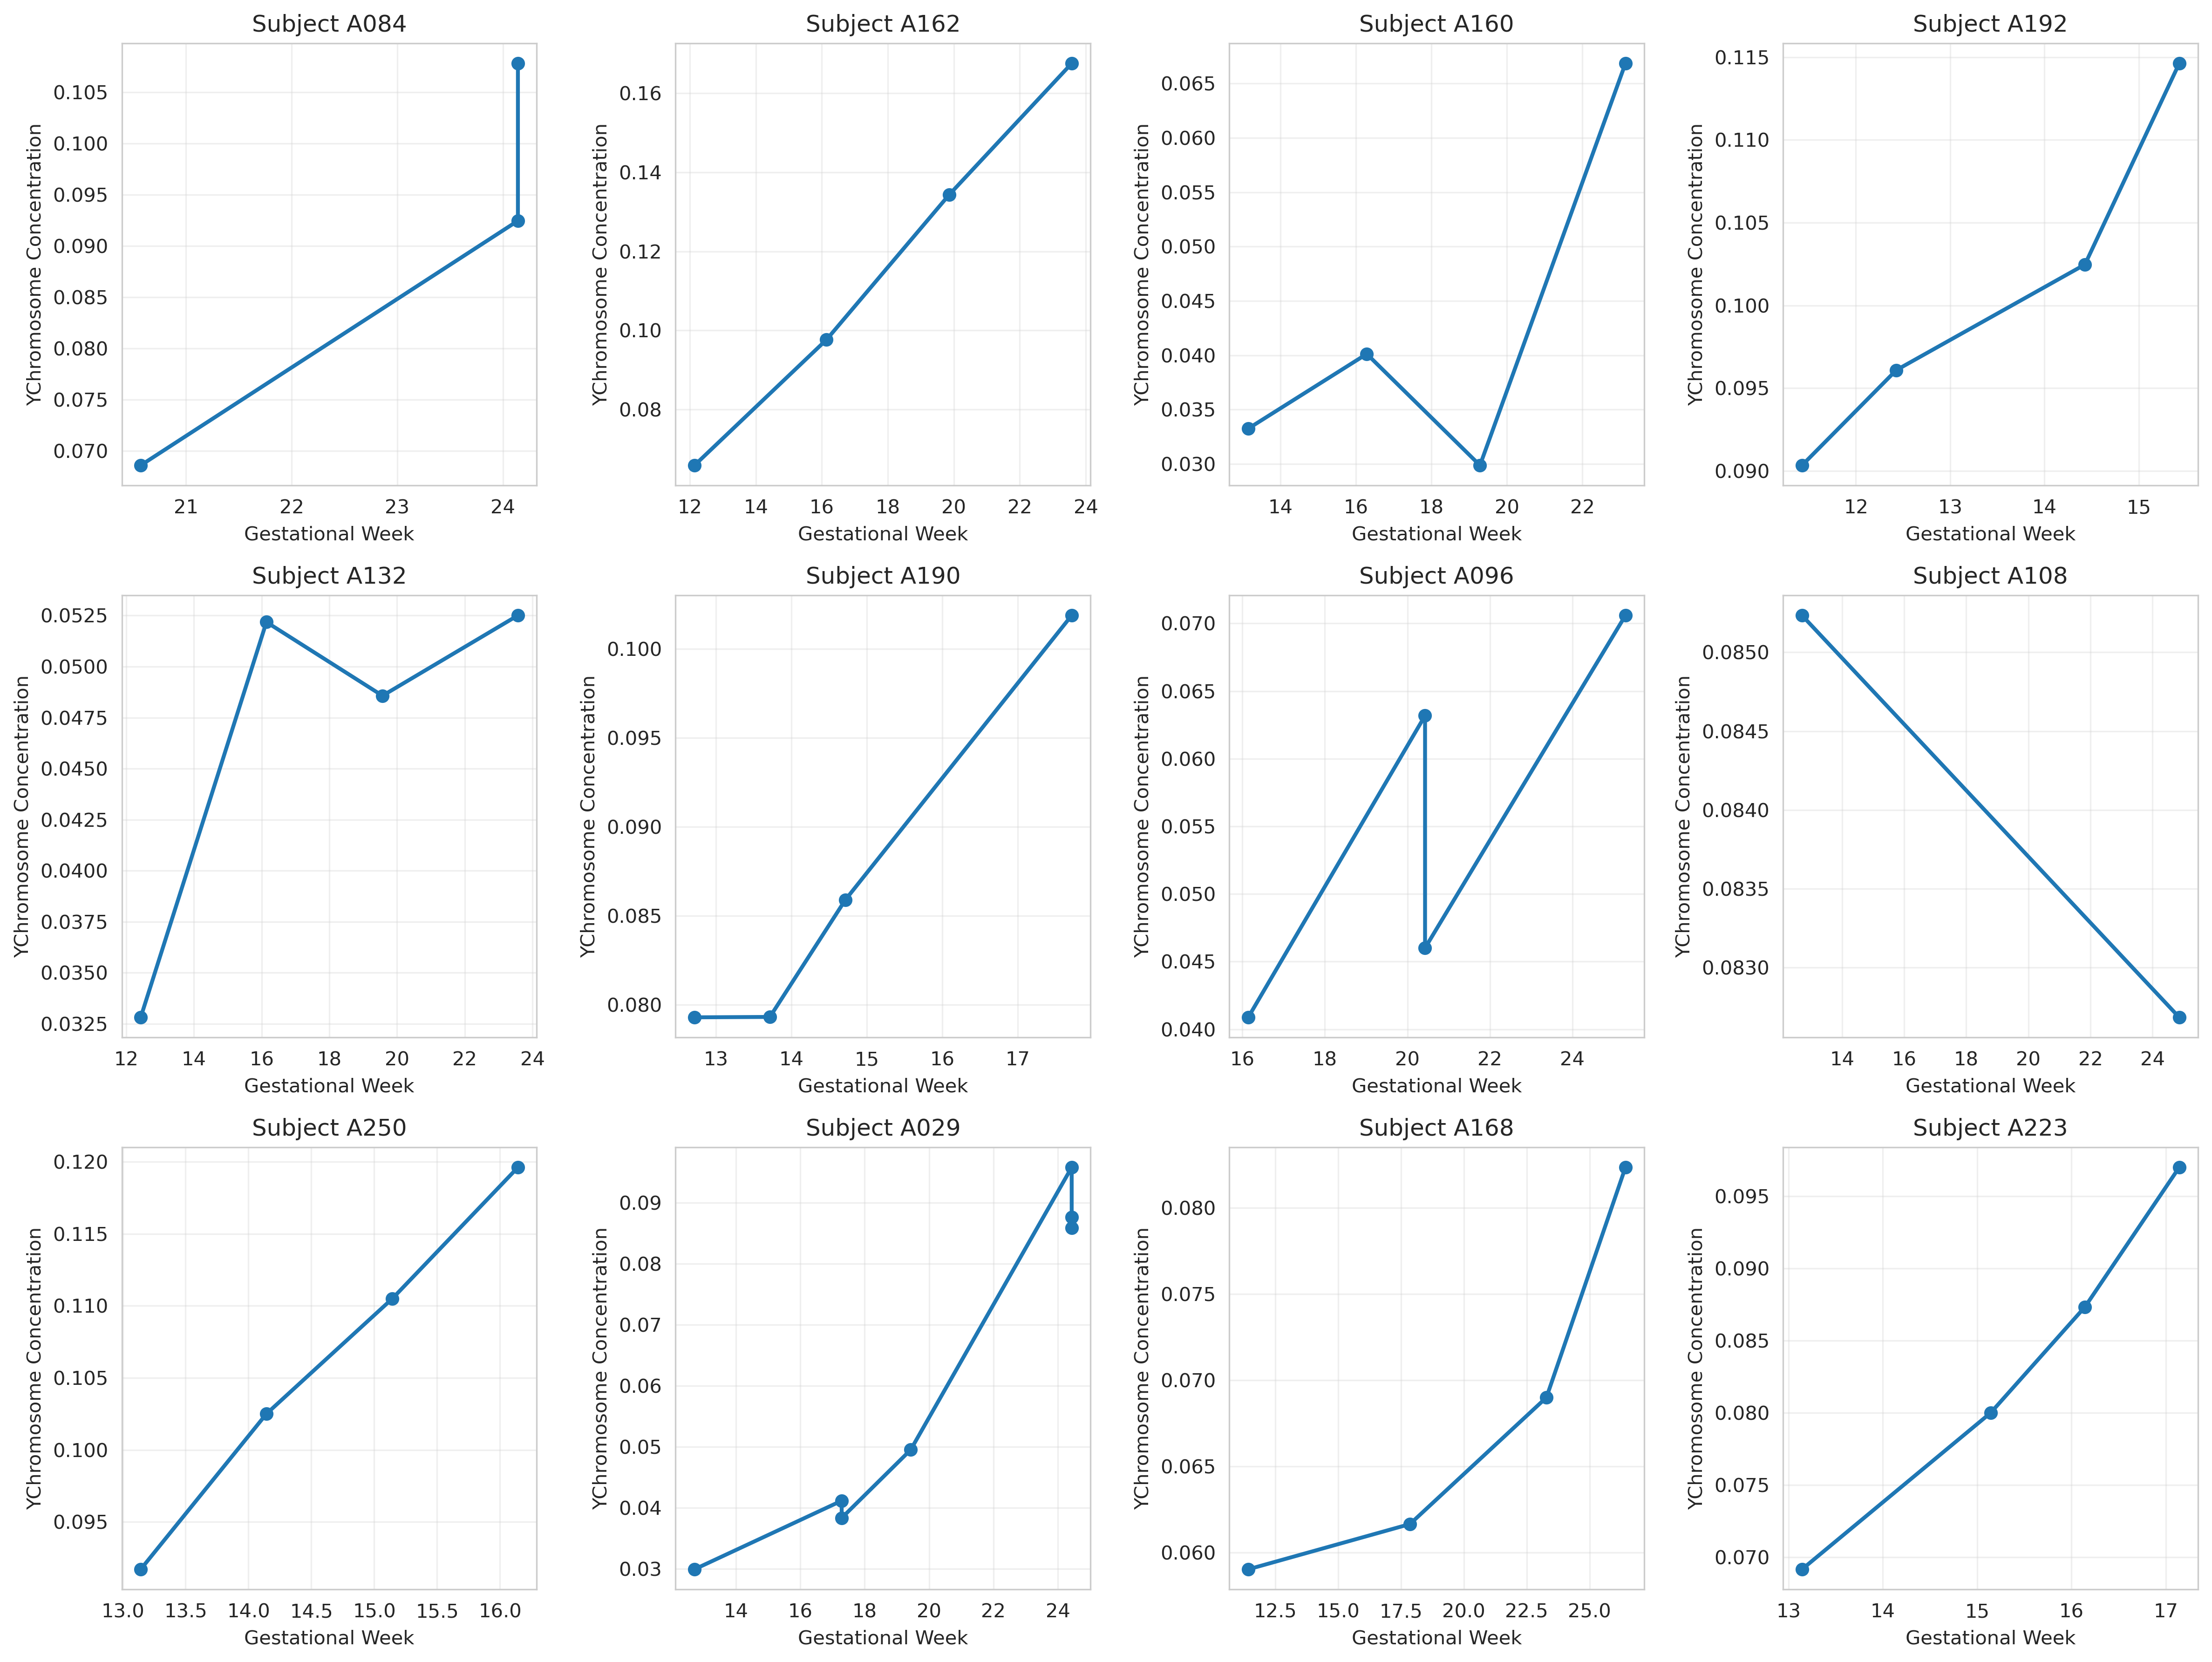 Subject A084
YChromosome Concentration
0.105
0.100
0.095
0.090
0.085
0.080
0.075
0.070
21 22 23 24
Gestational Week
Subject A162
YChromosome Concentration
0.16
0.14
0.12
0.10
0.08
12 14 16 18 20 22 24
Gestational Week
Subject A160
YChromosome Concentration
0.065
0.060
0.055
0.050
0.045
0.040
0.035
0.030
14 16 18 20 22
Gestational Week
Subject A192
YChromosome Concentration
0.115
0.110
0.105
0.100
0.095
0.090
12 13 14 15
Gestational Week
Subject A132
YChromosome Concentration
0.0525
0.0500
0.0475
0.0450
0.0425
0.0400
0.0375
0.0350
0.0325
12 14 16 18 20 22 24
Gestational Week
Subject A190
YChromosome Concentration
0.100
0.095
0.090
0.085
0.080
13 14 15 16 17
Gestational Week
Subject A096
YChromosome Concentration
0.070
0.065
0.060
0.055
0.050
0.045
0.040
16 18 20 22 24
Gestational Week
Subject A108
YChromosome Concentration
0.0850
0.0845
0.0840
0.0835
0.0830
14 16 18 20 22 24
Gestational Week
Subject A250
YChromosome Concentration
0.120
0.115
0.110
0.105
0.100
0.095
13.0 13.5 14.0 14.5 15.0 15.5 16.0
Gestational Week
Subject A029
YChromosome Concentration
0.09
0.08
0.07
0.06
0.05
0.04
0.03
14 16 18 20 22 24
Gestational Week
Subject A168
YChromosome Concentration
0.080
0.075
0.070
0.065
0.060
12.5 15.0 17.5 20.0 22.5 25.0
Gestational Week
Subject A223
YChromosome Concentration
0.095
0.090
0.085
0.080
0.075
0.070
13 14 15 16 17
Gestational Week